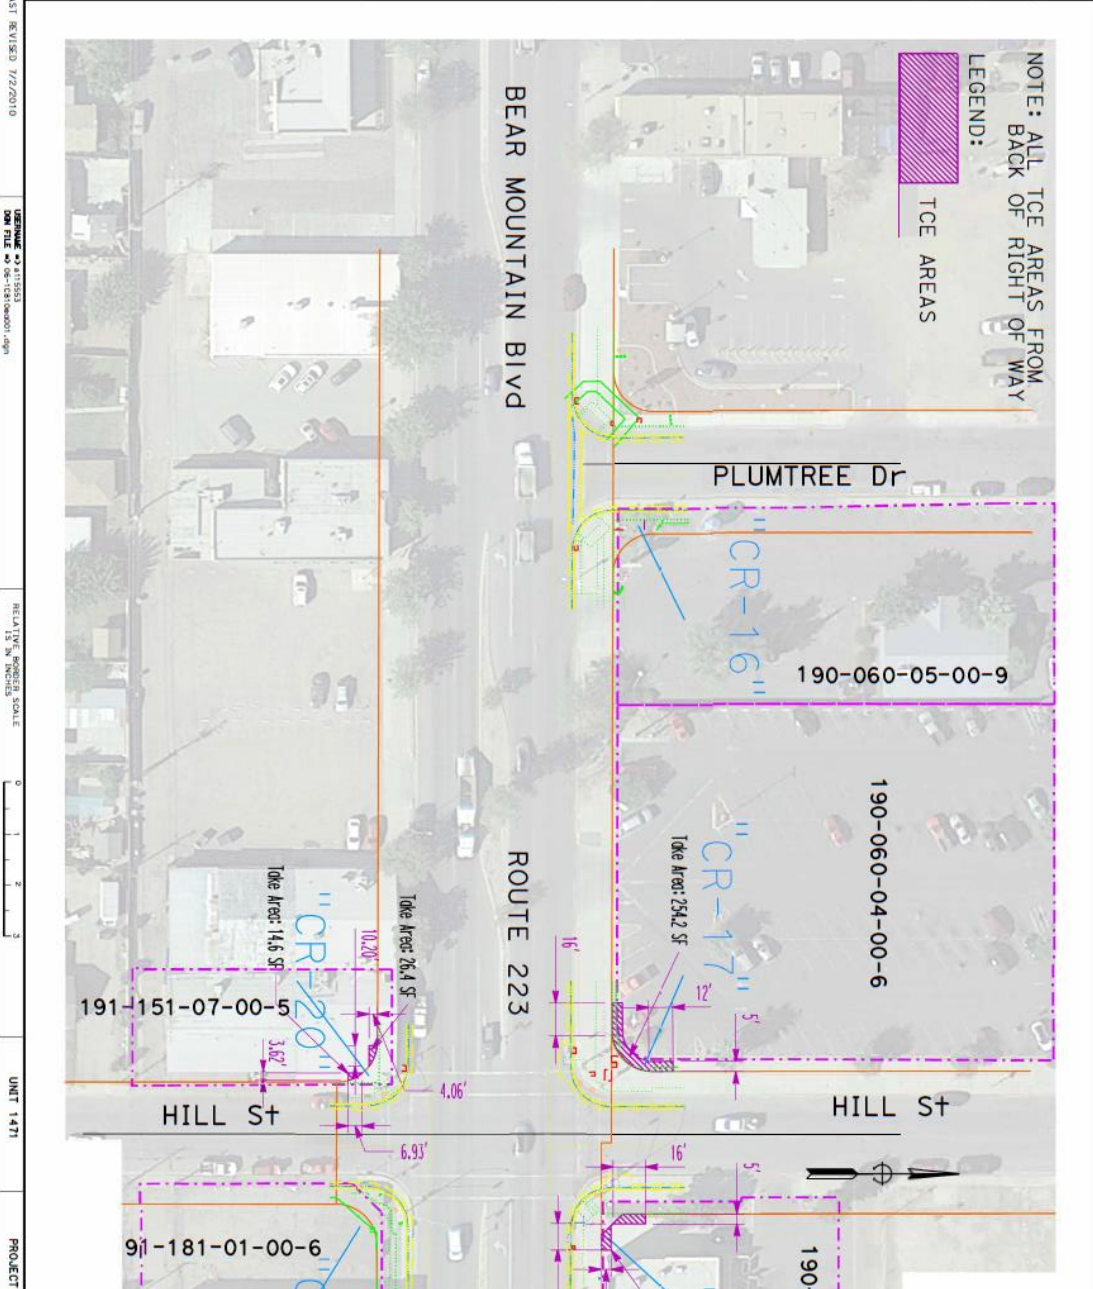 NOTE: ALL TCE AREAS FROM
BACK OF RIGHT OF WAY
LEGEND:
TCE AREAS
BEAR MOUNTAIN Blvd
PLUMTREE Dr
"CR-16"
190-060-05-00-9
190-060-04-00-6
"CR-17"
Take Area: 254.2 SF
ROUTE 223
16'
12'
5'
Take Area: 26.4 SF
10.20'
"CR-20"
Take Area: 14.6 SF
191-151-07-00-5
3.62'
4.06'
6.93'
HILL St
HILL St
16'
5'
91-181-01-00-6
190-
LAST REVISED 7/2/2010
USERNAME => a115553
DGN FILE =>
RELATIVE BORDER SCALE
IS IN INCHES
0
1
2
3
UNIT 1471
PROJECT